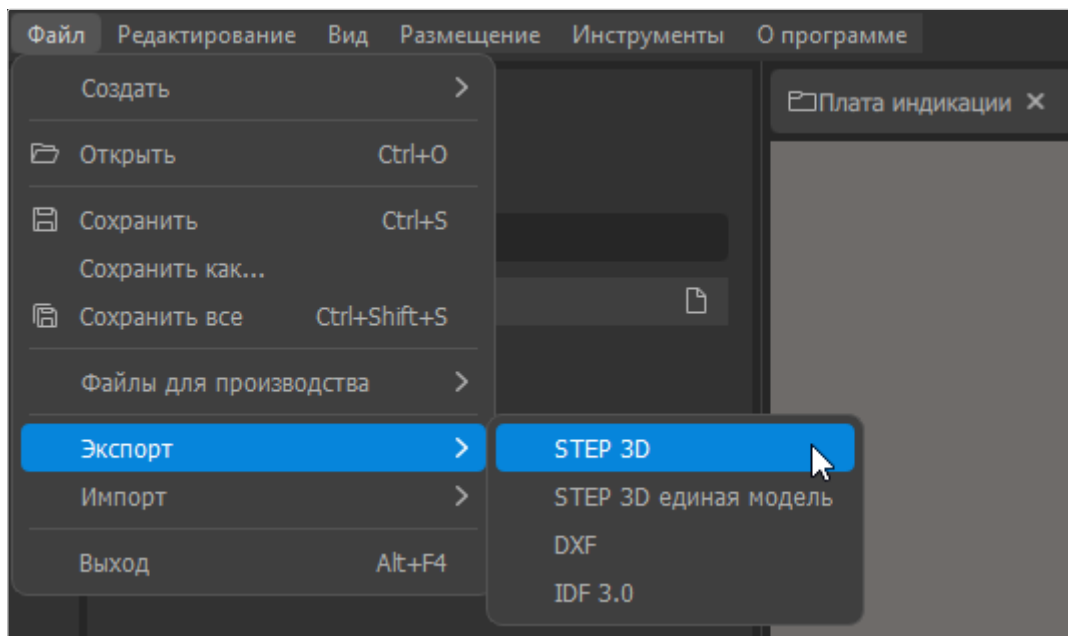 Файл Редактирование Вид Размещение Инструменты О программе
Создать
Плата индикации
Открыть Ctrl+O
Сохранить Ctrl+S
Сохранить как...
Сохранить все Ctrl+Shift+S
Файлы для производства
Экспорт
STEP 3D
Импорт
STEP 3D единая модель
DXF
Выход Alt+F4
IDF 3.0